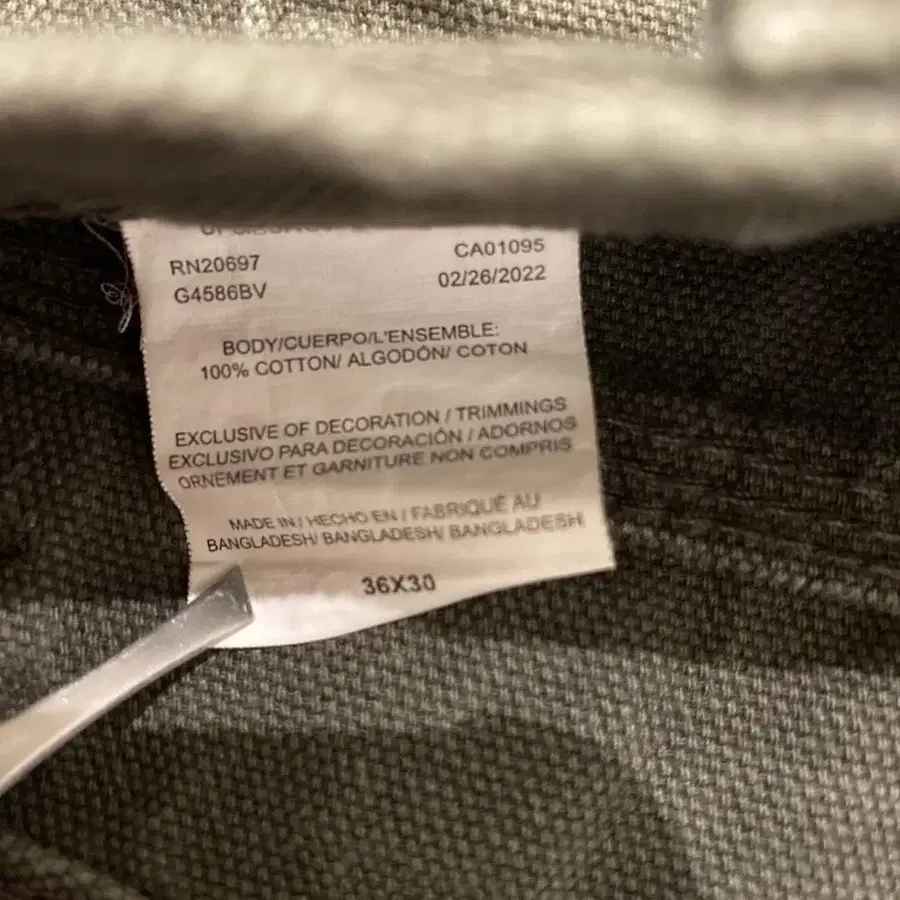 RN20697 CA01095
G4586BV 02/26/2022
BODY/CUERPO/L'ENSEMBLE:
100% COTTON/ ALGODÓN/ COTON
EXCLUSIVE OF DECORATION / TRIMMINGS
EXCLUSIVO PARA DECORACIÓN / ADORNOS
ORNEMENT ET GARNITURE NON COMPRIS
MADE IN / HECHO EN / FABRIQUÉ AU
BANGLADESH/ BANGLADESH/ BANGLADESH
36X30